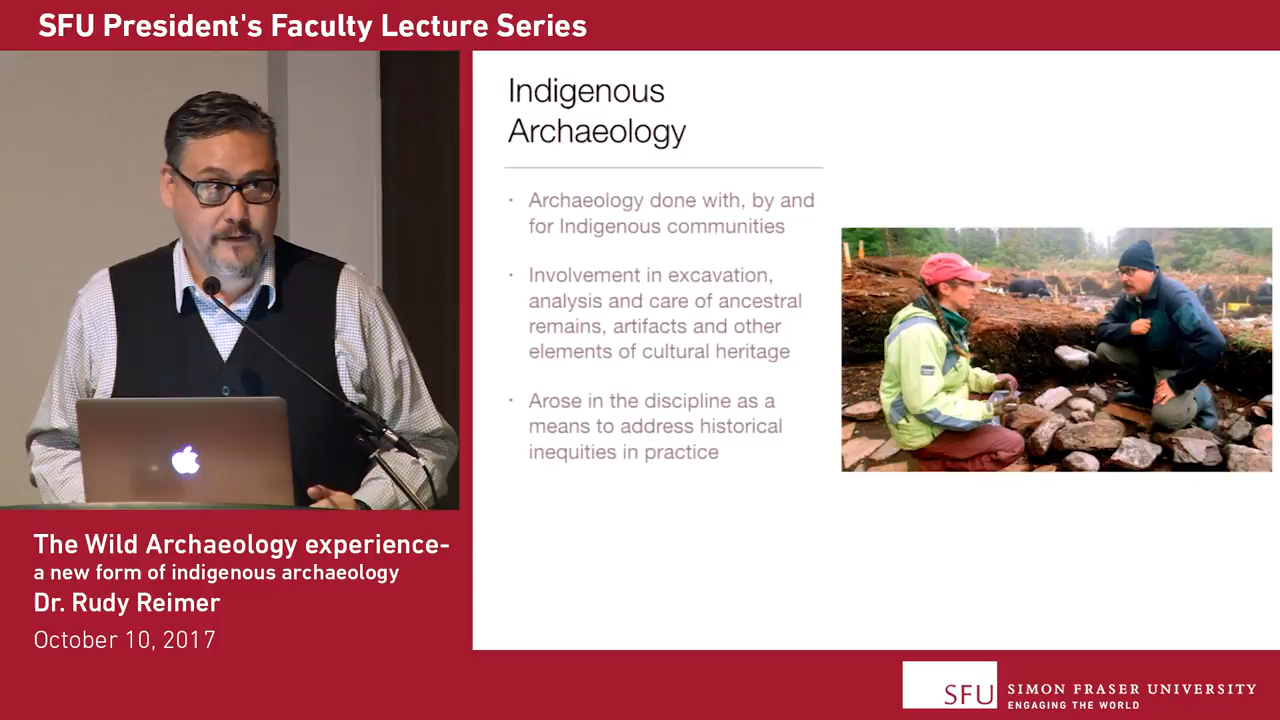 SFU President's Faculty Lecture Series
Indigenous
Archaeology
· Archaeology done with, by and
for Indigenous communities
· Involvement in excavation,
analysis and care of ancestral
remains, artifacts and other
elements of cultural heritage
· Arose in the discipline as a
means to address historical
inequities in practice
The Wild Archaeology experience-
a new form of indigenous archaeology
Dr. Rudy Reimer
October 10, 2017
SFU
SIMON FRASER UNIVERSITY
ENGAGING THE WORLD